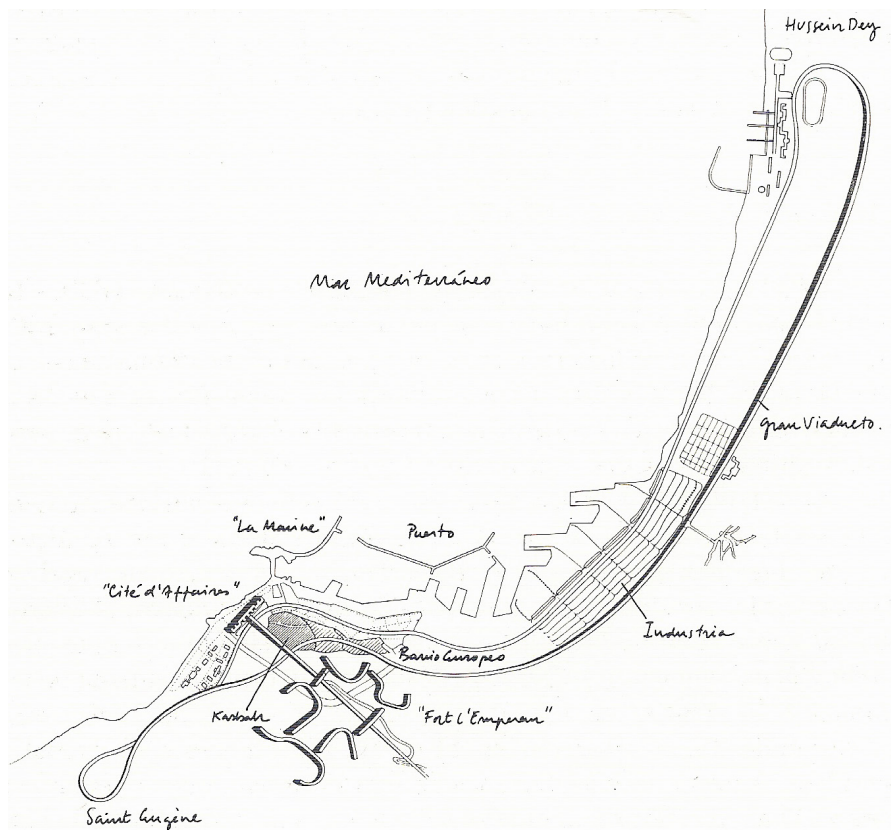 Hussein Dey
Mar Mediterráneo
Gran Viaducto.
"La Marine"
Puerto
"Cité d'Affaires"
Industria
Barrio Europeo
Kasbah
"Fort l'Empereur"
Saint Eugène